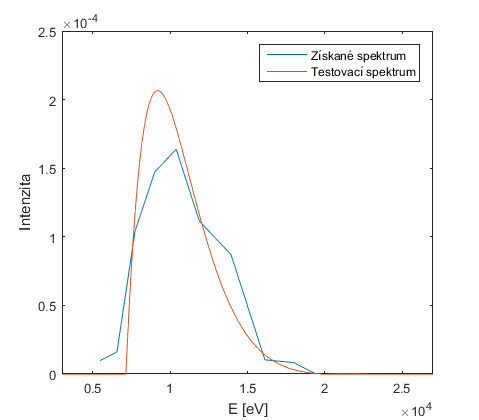 ×10⁻⁴
2.5
2
1.5
1
0.5
0
Intenzita
Získané spektrum
Testovací spektrum
0.5 1 1.5 2 2.5
E [eV]
×10⁴